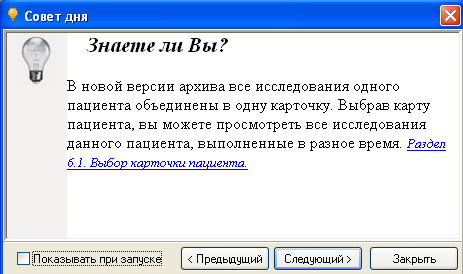 Совет дня
Знаете ли Вы?
В новой версии архива все исследования одного
пациента объединены в одну карточку. Выбрав карту
пациента, вы можете просмотреть все исследования
данного пациента, выполненные в разное время. Раздел
6.1. Выбор карточки пациента.
Показывать при запуске
< Предыдущий
Следующий >
Закрыть